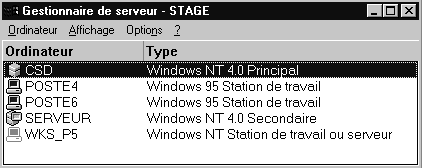 Gestionnaire de serveur - STAGE
Ordinateur Affichage Options ?
Ordinateur Type
CSD Windows NT 4.0 Principal
POSTE4 Windows 95 Station de travail
POSTE6 Windows 95 Station de travail
SERVEUR Windows NT 4.0 Secondaire
WKS_P5 Windows NT Station de travail ou serveur